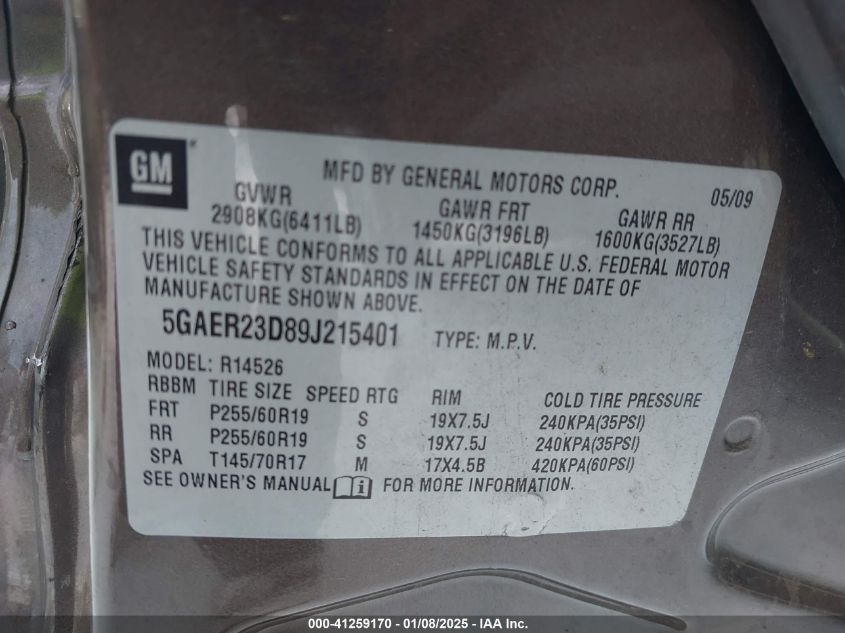 GM
MFD BY GENERAL MOTORS CORP. 05/09
GVWR GAWR FRT GAWR RR
2908KG(6411LB) 1450KG(3196LB) 1600KG(3527LB)
THIS VEHICLE CONFORMS TO ALL APPLICABLE U.S. FEDERAL MOTOR
VEHICLE SAFETY STANDARDS IN EFFECT ON THE DATE OF
MANUFACTURE SHOWN ABOVE.
5GAER23D89J215401 TYPE: M.P.V.
MODEL: R14526
RBBM TIRE SIZE SPEED RTG RIM COLD TIRE PRESSURE
FRT P255/60R19 S 19X7.5J 240KPA(35PSI)
RR P255/60R19 S 19X7.5J 240KPA(35PSI)
SPA T145/70R17 M 17X4.5B 420KPA(60PSI)
SEE OWNER'S MANUAL i FOR MORE INFORMATION.
000-41259170 - 01/08/2025 - IAA Inc.